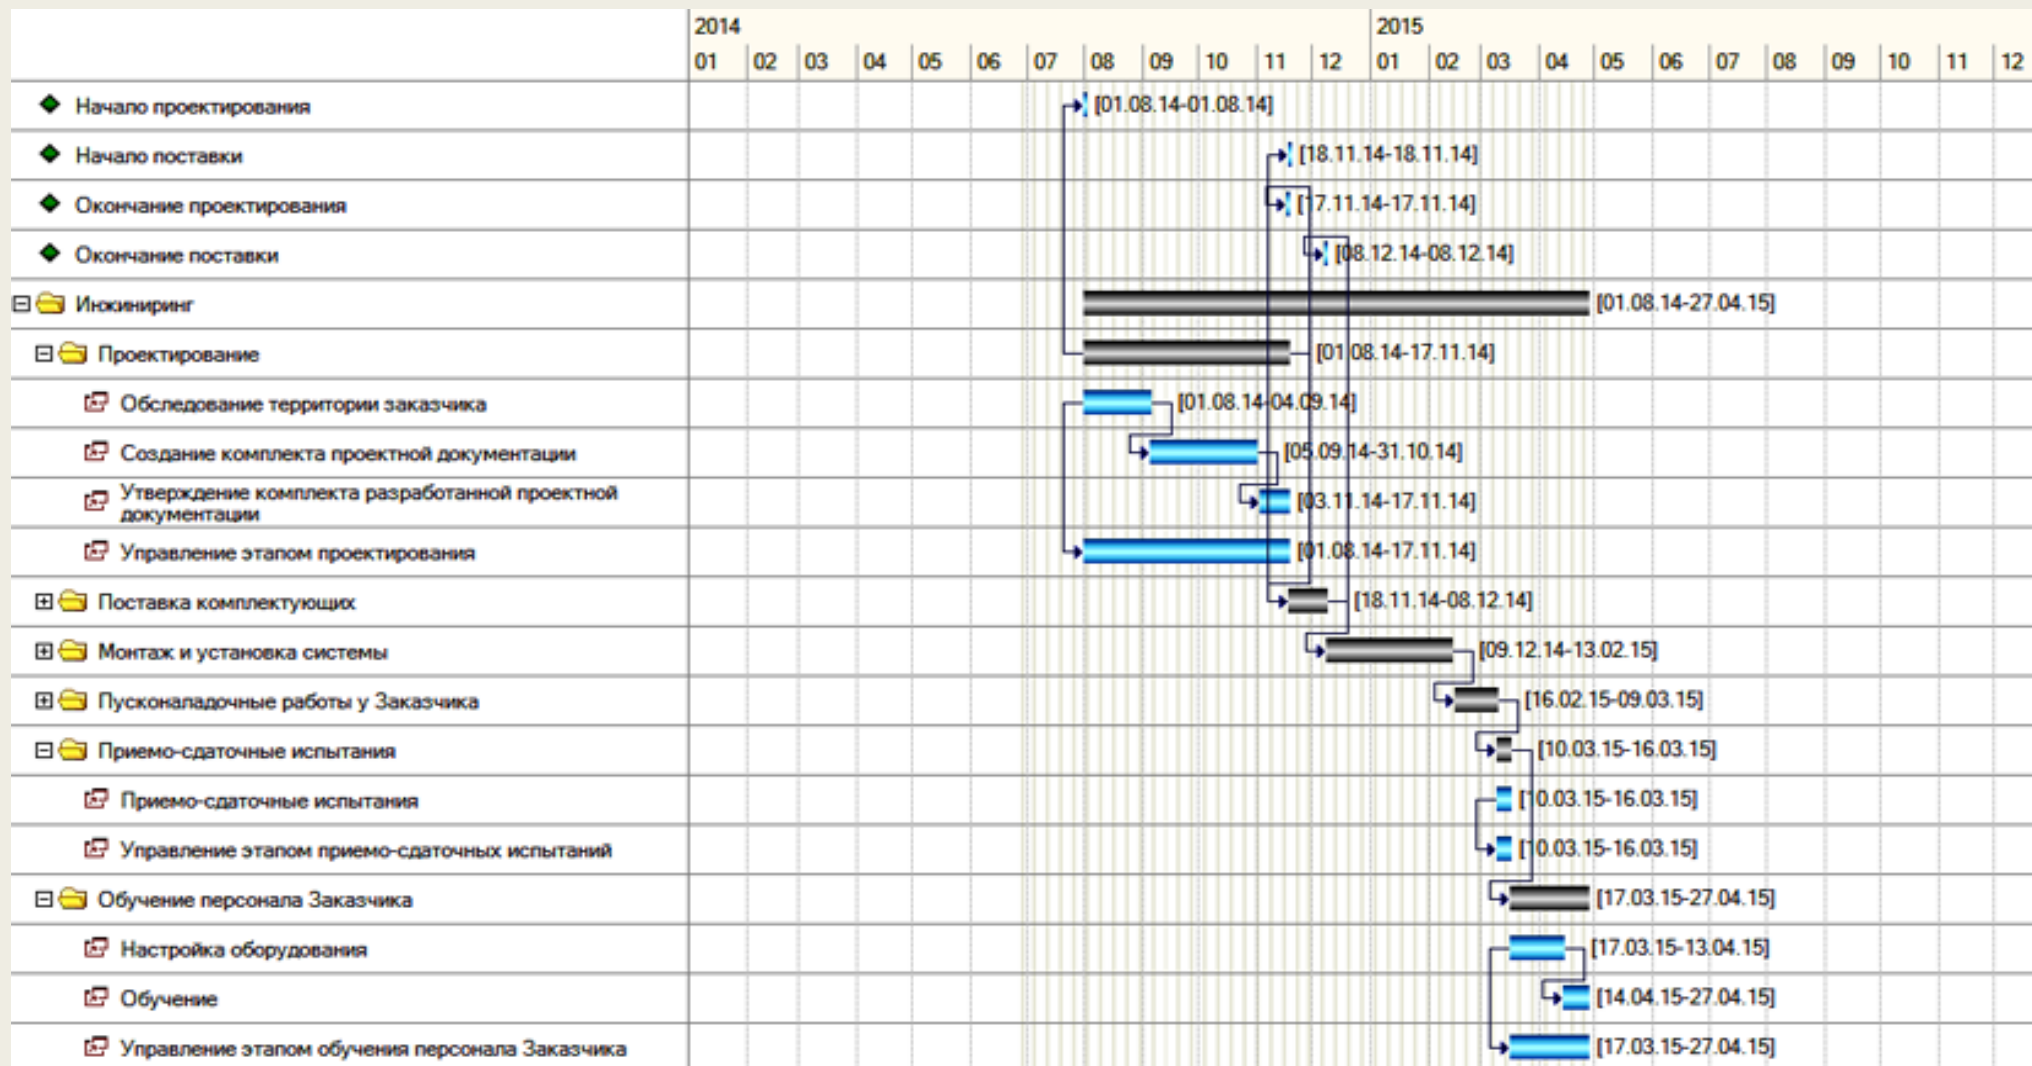 2014 2015
01 02 03 04 05 06 07 08 09 10 11 12 01 02 03 04 05 06 07 08 09 10 11 12
Начало проектирования [01.08.14-01.08.14]
Начало поставки [18.11.14-18.11.14]
Окончание проектирования [17.11.14-17.11.14]
Окончание поставки [08.12.14-08.12.14]
Инжиниринг [01.08.14-27.04.15]
Проектирование [01.08.14-17.11.14]
Обследование территории заказчика [01.08.14-04.09.14]
Создание комплекта проектной документации [05.09.14-31.10.14]
Утверждение комплекта разработанной проектной
документации [03.11.14-17.11.14]
Управление этапом проектирования [01.08.14-17.11.14]
Поставка комплектующих [18.11.14-08.12.14]
Монтаж и установка системы [09.12.14-13.02.15]
Пусконаладочные работы у Заказчика [16.02.15-09.03.15]
Приемо-сдаточные испытания [10.03.15-16.03.15]
Приемо-сдаточные испытания [10.03.15-16.03.15]
Управление этапом приемо-сдаточных испытаний [10.03.15-16.03.15]
Обучение персонала Заказчика [17.03.15-27.04.15]
Настройка оборудования [17.03.15-13.04.15]
Обучение [14.04.15-27.04.15]
Управление этапом обучения персонала Заказчика [17.03.15-27.04.15]